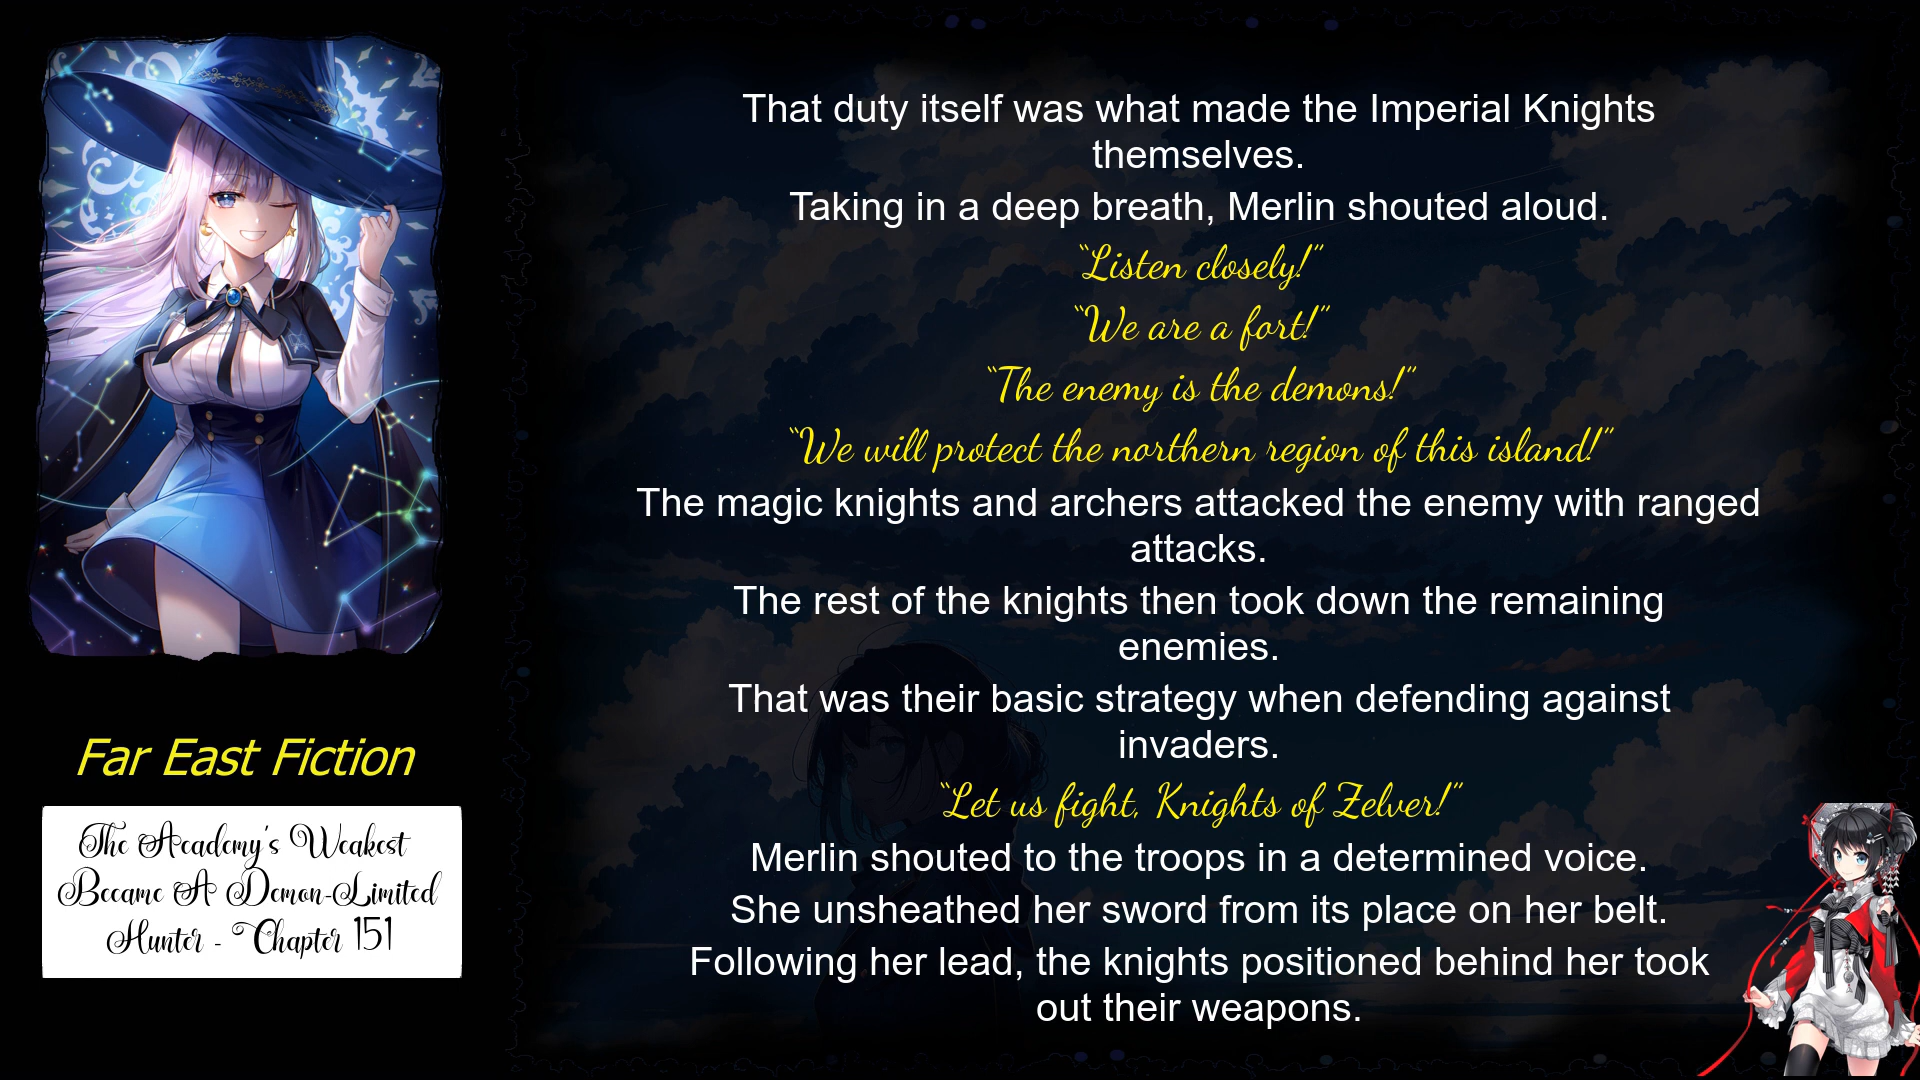 That duty itself was what made the Imperial Knights
themselves.
Taking in a deep breath, Merlin shouted aloud.
“Listen closely!”
“We are a fort!”
“The enemy is the demons!”
“We will protect the northern region of this island!”
The magic knights and archers attacked the enemy with ranged
attacks.
The rest of the knights then took down the remaining
enemies.
That was their basic strategy when defending against
invaders.
“Let us fight, Knights of Zelver!”
Merlin shouted to the troops in a determined voice.
She unsheathed her sword from its place on her belt.
Following her lead, the knights positioned behind her took
out their weapons.
Far East Fiction
The Academy's Weakest
Became A Demon-Limited
Hunter - Chapter 151